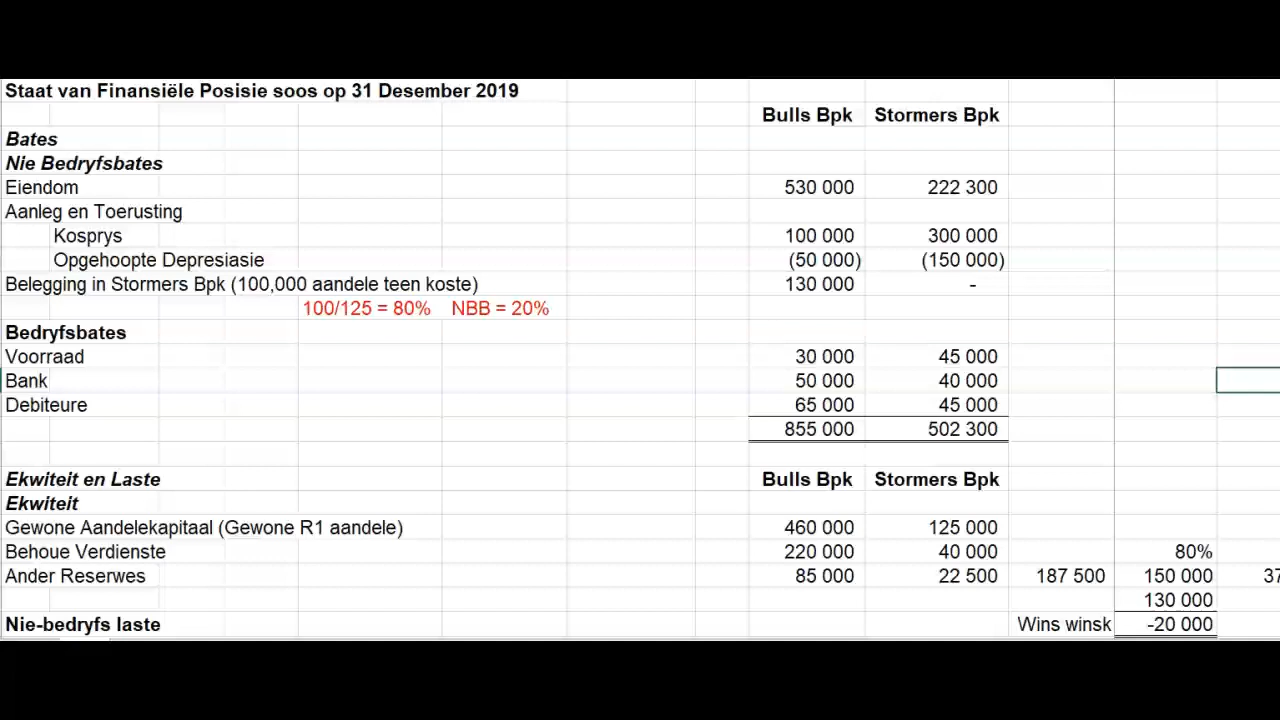 Staat van Finansiële Posisie soos op 31 Desember 2019
Bulls Bpk Stormers Bpk
Bates
Nie Bedryfsbates
Eiendom 530 000 222 300
Aanleg en Toerusting
Kosprys 100 000 300 000
Opgehoopte Depresiasie (50 000) (150 000)
Belegging in Stormers Bpk (100,000 aandele teen koste) 130 000 -
100/125 = 80% NBB = 20%
Bedryfsbates
Voorraad 30 000 45 000
Bank 50 000 40 000
Debiteure 65 000 45 000
855 000 502 300
Ekwiteit en Laste Bulls Bpk Stormers Bpk
Ekwiteit
Gewone Aandelekapitaal (Gewone R1 aandele) 460 000 125 000
Behoue Verdienste 220 000 40 000 80%
Ander Reserwes 85 000 22 500 187 500 150 000 37
130 000
Nie-bedryfs laste Wins winsk -20 000